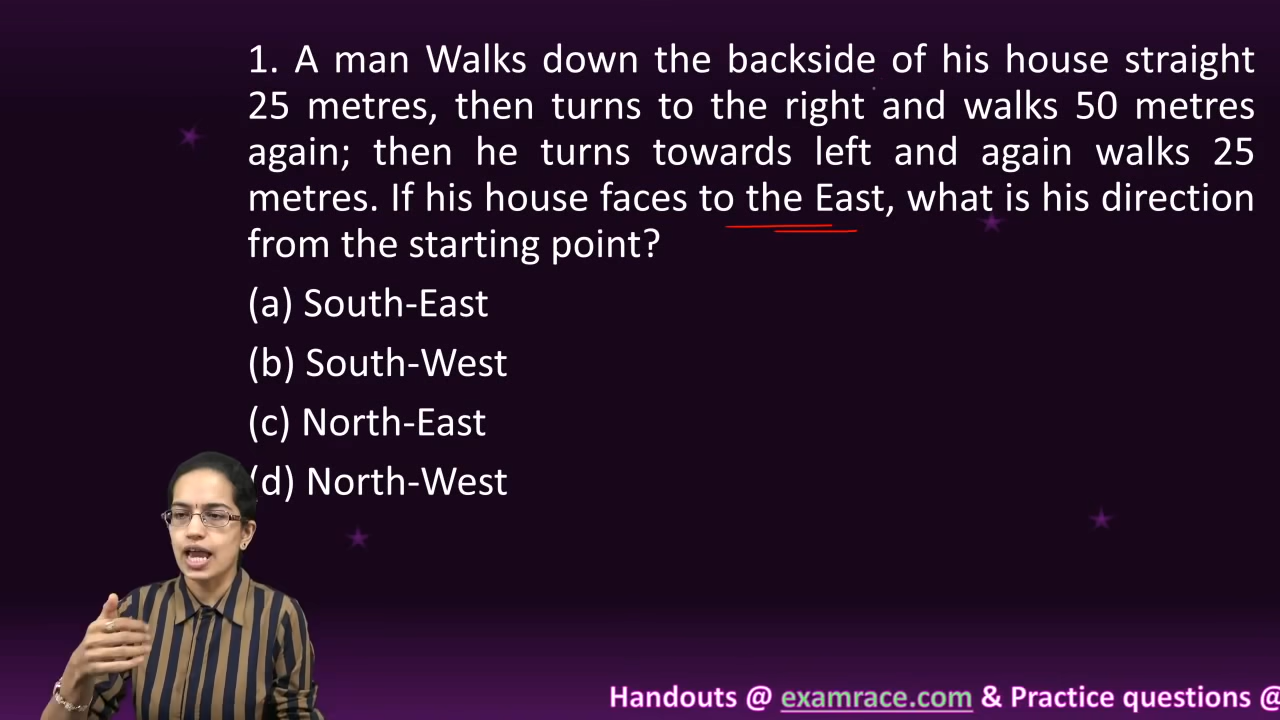 1. A man Walks down the backside of his house straight
25 metres, then turns to the right and walks 50 metres
again; then he turns towards left and again walks 25
metres. If his house faces to the East, what is his direction
from the starting point?
(a) South-East
(b) South-West
(c) North-East
(d) North-West
Handouts @ examrace.com & Practice questions @